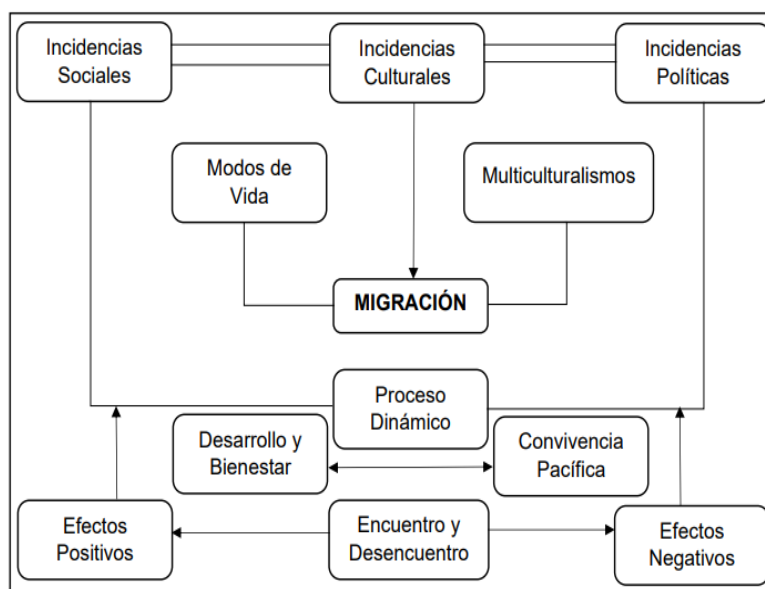 Incidencias
Sociales
Incidencias
Culturales
Incidencias
Políticas
Modos de
Vida
Multiculturalismos
MIGRACIÓN
Proceso
Dinámico
Desarrollo y
Bienestar
Convivencia
Pacífica
Efectos
Positivos
Encuentro y
Desencuentro
Efectos
Negativos